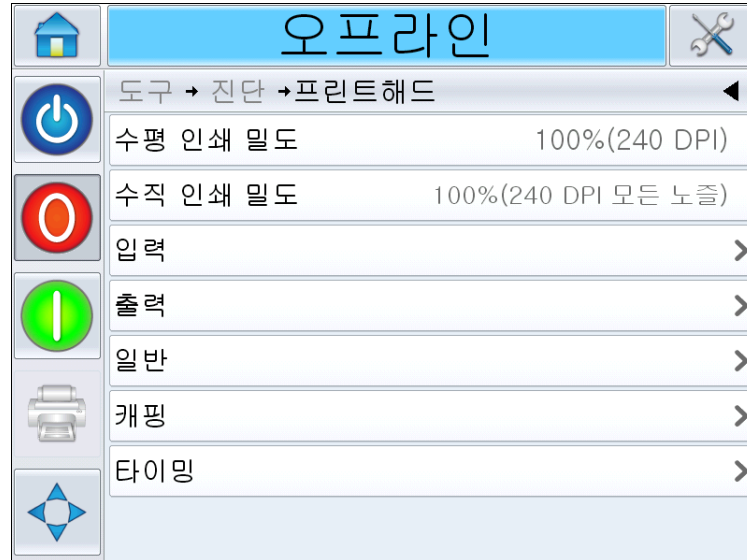 오프라인
도구 → 진단 →프린트해드
수평 인쇄 밀도 100%(240 DPI)
수직 인쇄 밀도 100%(240 DPI 모든 노즐)
입력
출력
일반
캐핑
타이밍